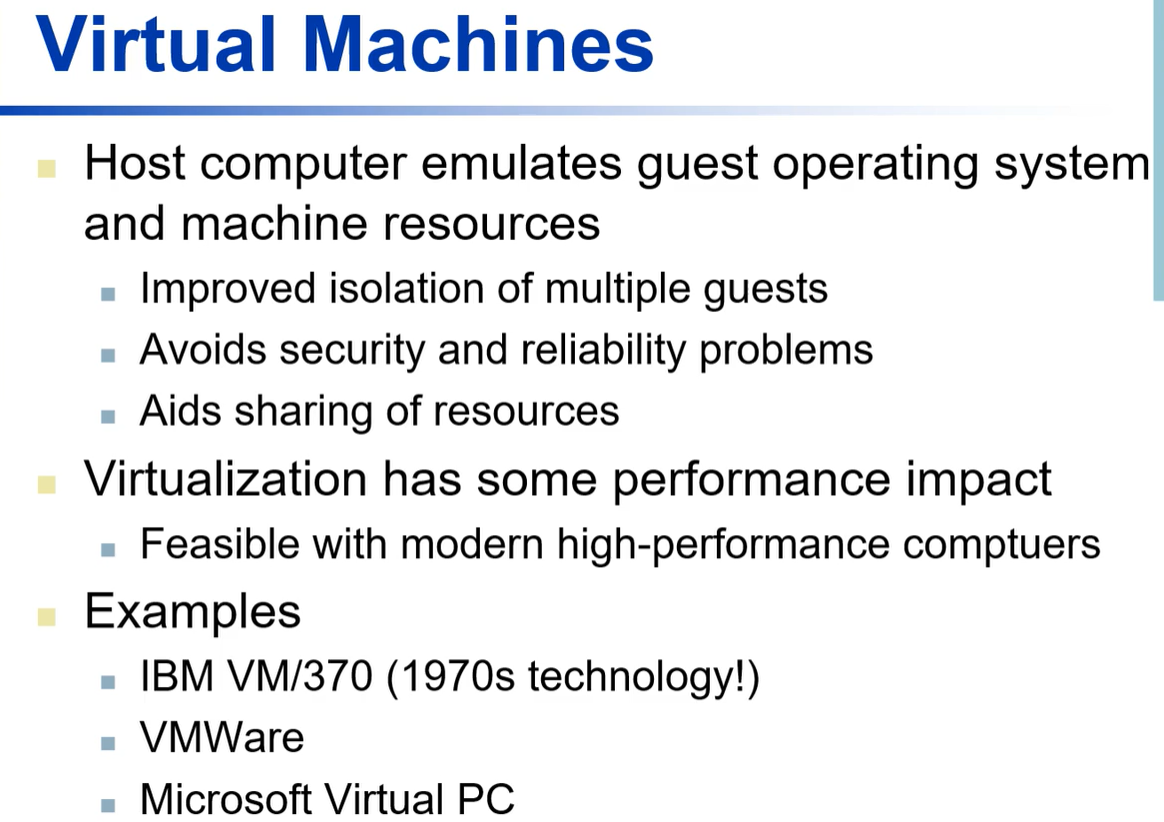 Virtual Machines
Host computer emulates guest operating system
and machine resources
Improved isolation of multiple guests
Avoids security and reliability problems
Aids sharing of resources
Virtualization has some performance impact
Feasible with modern high-performance comptuers
Examples
IBM VM/370 (1970s technology!)
VMWare
Microsoft Virtual PC